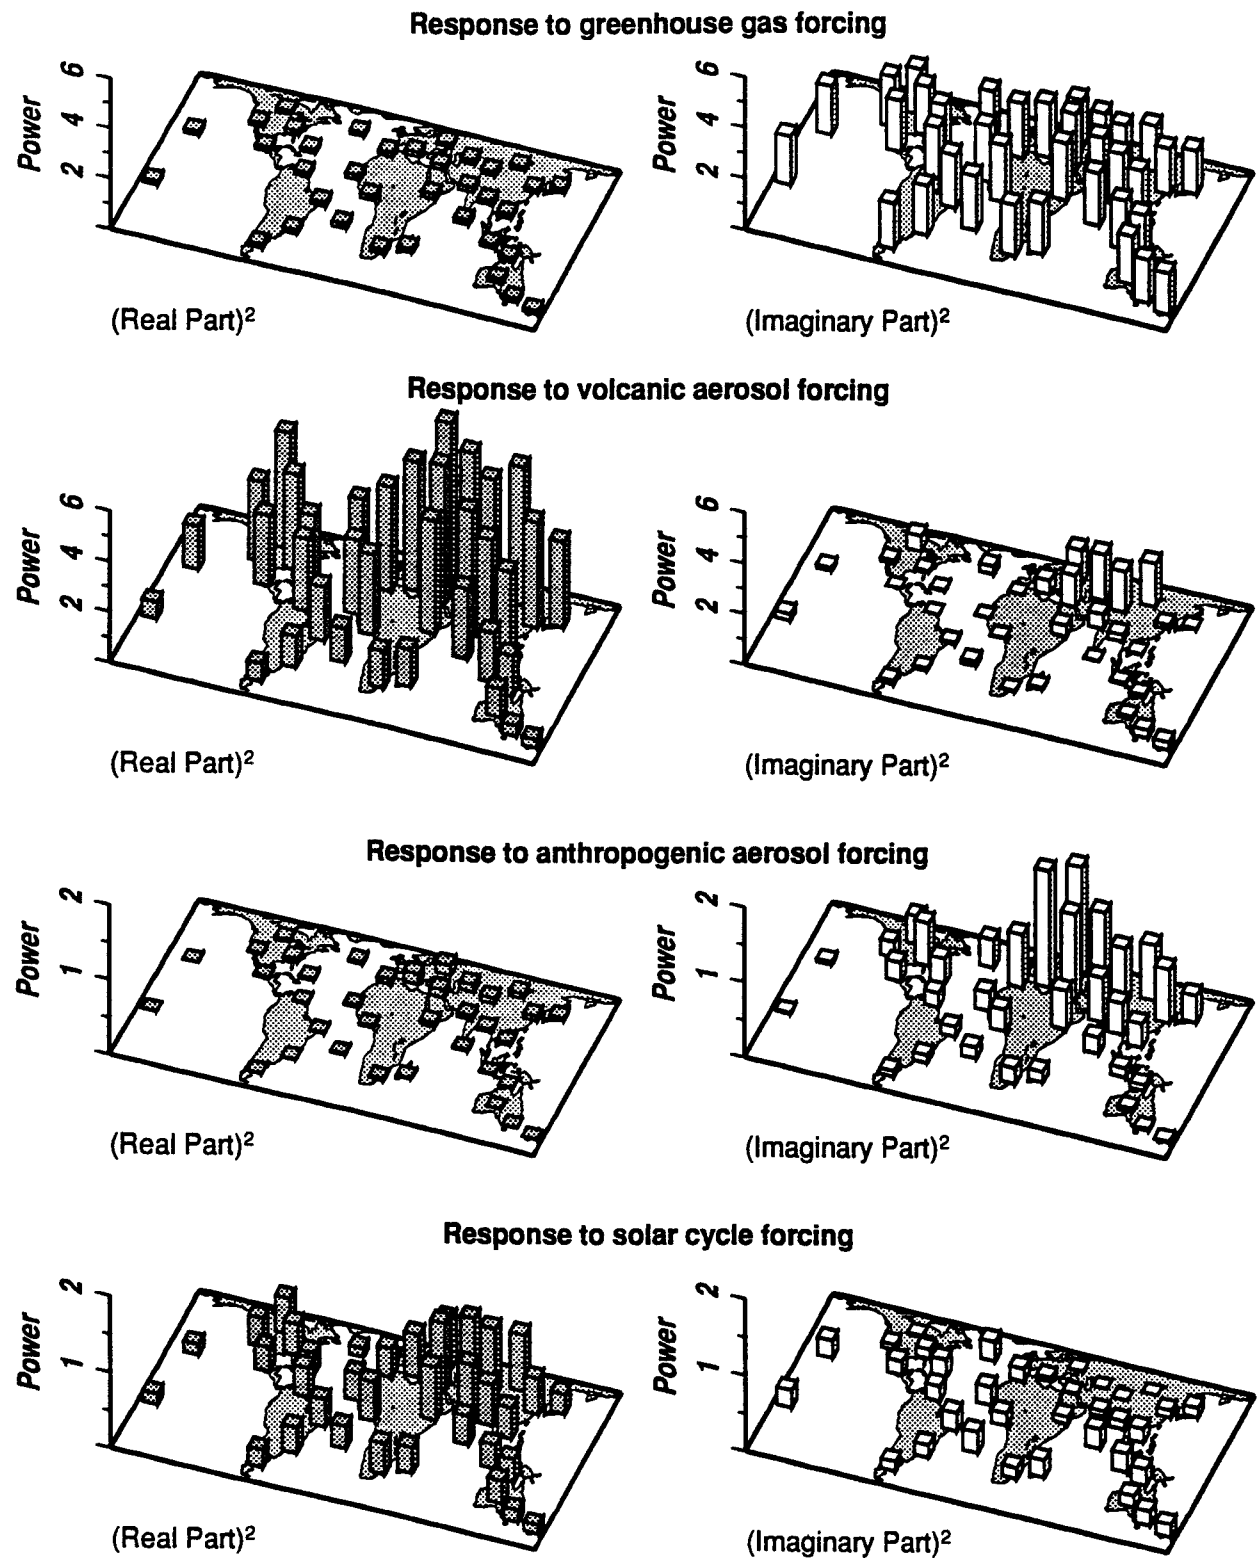 Response to greenhouse gas forcing
Power
6
4
2
(Real Part)²
Power
6
4
2
(Imaginary Part)²
Response to volcanic aerosol forcing
Power
6
4
2
(Real Part)²
Power
6
4
2
(Imaginary Part)²
Response to anthropogenic aerosol forcing
Power
2
1
(Real Part)²
Power
2
1
(Imaginary Part)²
Response to solar cycle forcing
Power
2
1
(Real Part)²
Power
2
1
(Imaginary Part)²